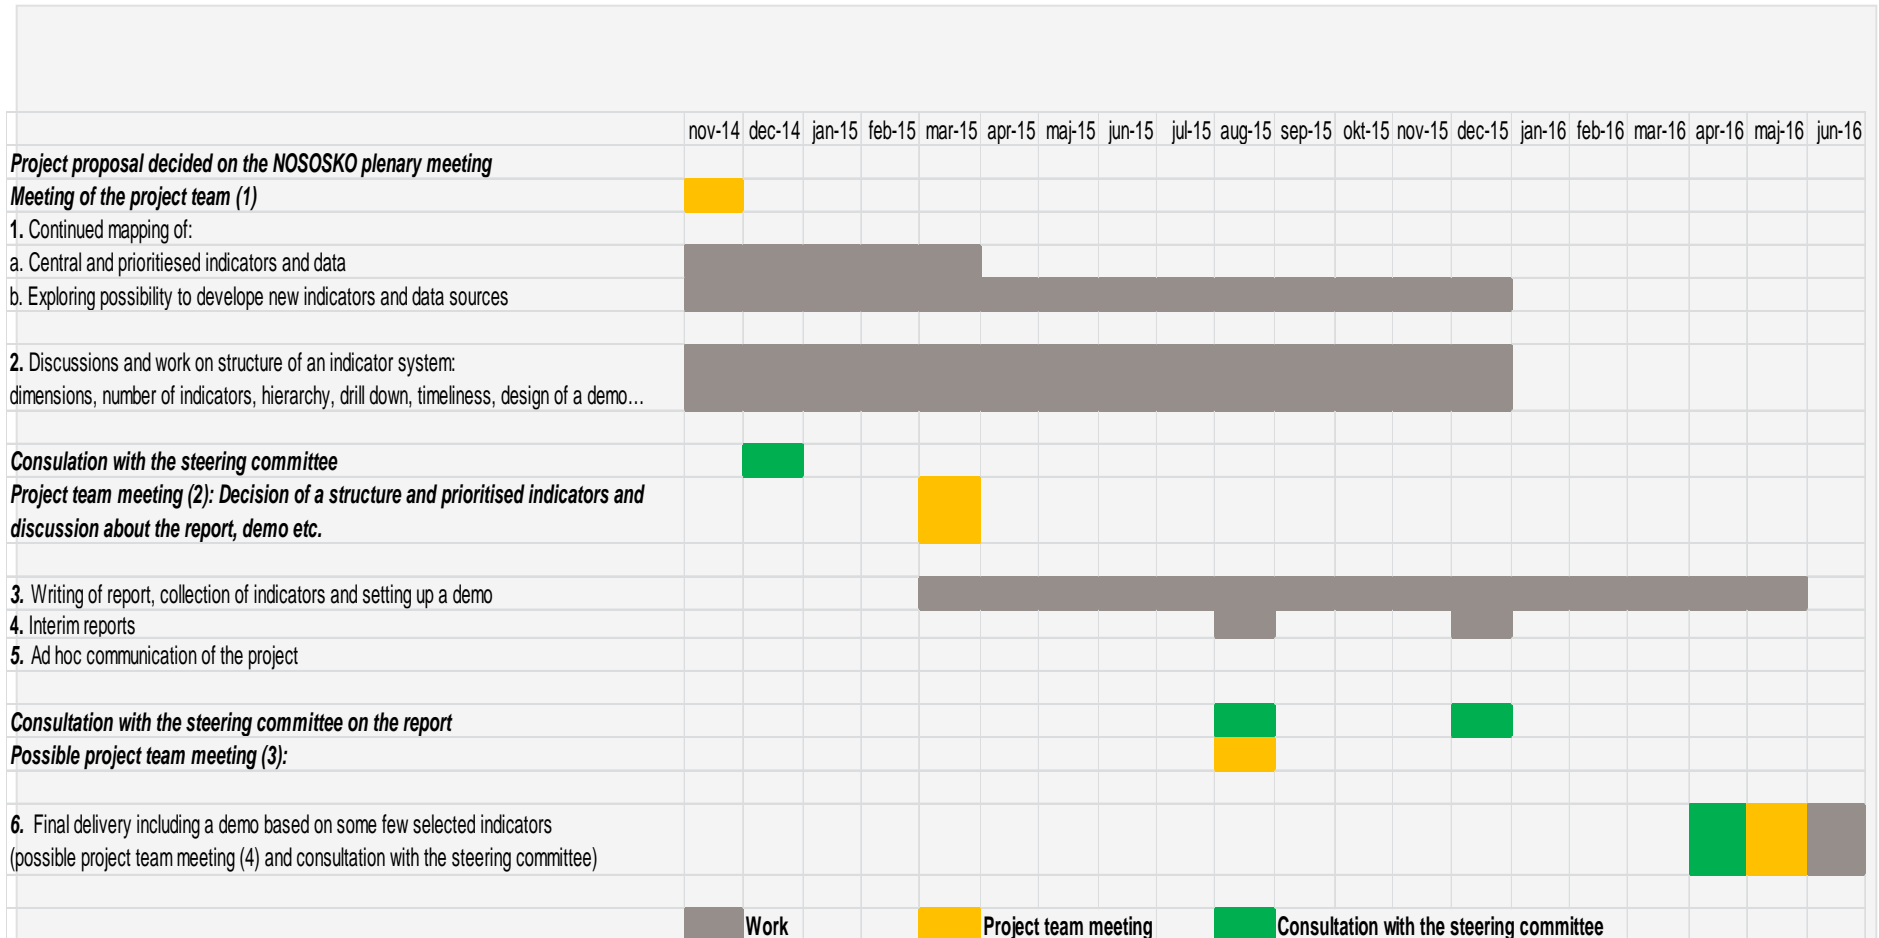 nov-14 dec-14 jan-15 feb-15 mar-15 apr-15 maj-15 jun-15 jul-15 aug-15 sep-15 okt-15 nov-15 dec-15 jan-16 feb-16 mar-16 apr-16 maj-16 jun-16
Project proposal decided on the NOSOSKO plenary meeting
Meeting of the project team (1)
1. Continued mapping of:
a. Central and prioritiesed indicators and data
b. Exploring possibility to develope new indicators and data sources
2. Discussions and work on structure of an indicator system:
dimensions, number of indicators, hierarchy, drill down, timeliness, design of a demo...
Consulation with the steering committee
Project team meeting (2): Decision of a structure and prioritised indicators and
discussion about the report, demo etc.
3. Writing of report, collection of indicators and setting up a demo
4. Interim reports
5. Ad hoc communication of the project
Consultation with the steering committee on the report
Possible project team meeting (3):
6. Final delivery including a demo based on some few selected indicators
(possible project team meeting (4) and consultation with the steering committee)
Work Project team meeting Consultation with the steering committee